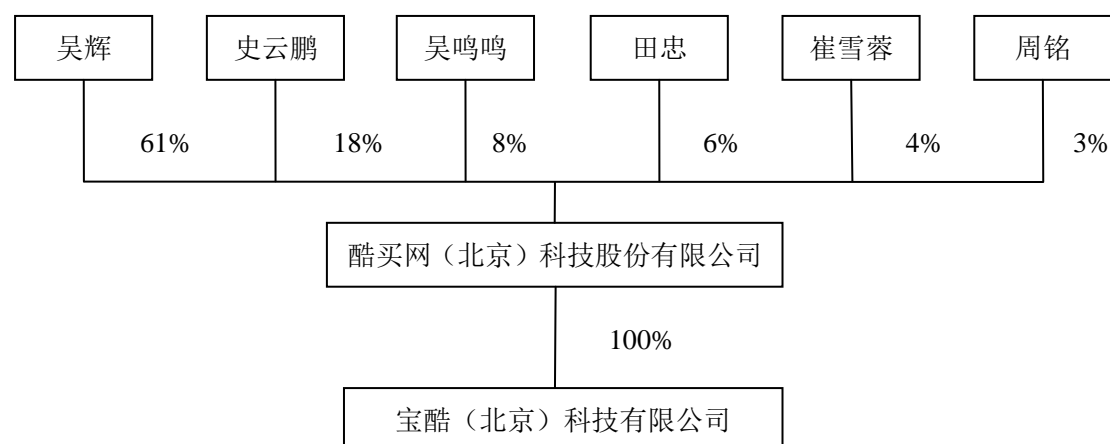 吴辉 史云鹏 吴鸣鸣 田忠 崔雪蓉 周铭
61% 18% 8% 6% 4% 3%
酷买网（北京）科技股份有限公司
100%
宝酷（北京）科技有限公司